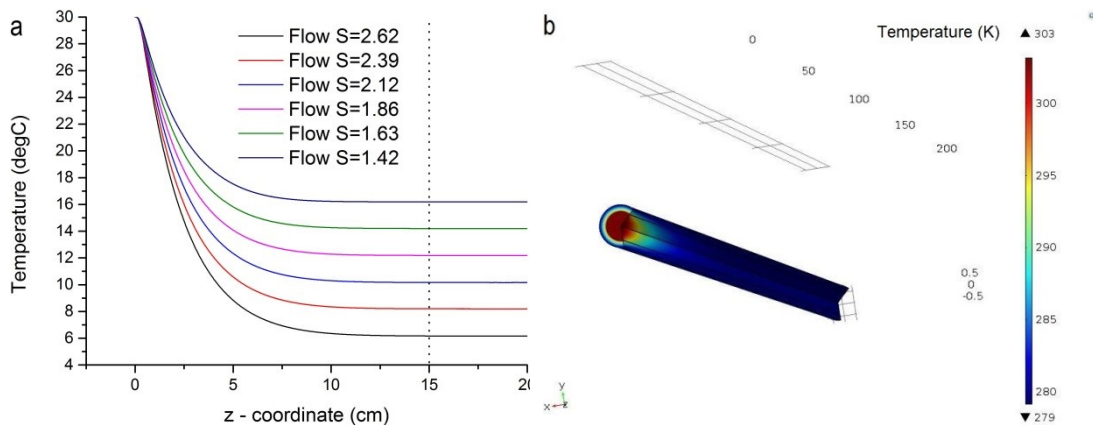 a
30
28
26
24
22
20
18
16
14
12
10
8
6
4
Temperature (degC)
Flow S=2.62
Flow S=2.39
Flow S=2.12
Flow S=1.86
Flow S=1.63
Flow S=1.42
0
5
10
15
20
z - coordinate (cm)
b
Temperature (K)
▲ 303
0
50
100
150
200
0.5
0
-0.5
300
295
290
285
280
▼ 279
y
x
z